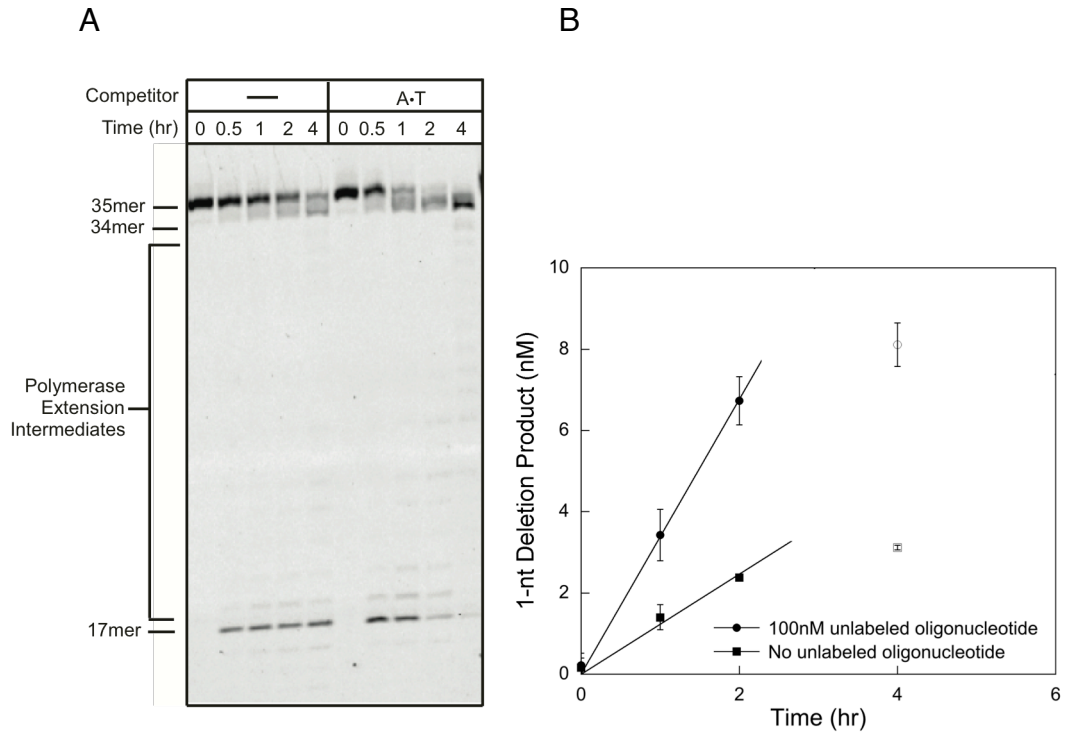 A
B
Competitor — A•T
Time (hr) 0 0.5 1 2 4 0 0.5 1 2 4
35mer
34mer
Polymerase
Extension
Intermediates
17mer
1-nt Deletion Product (nM)
10
8
6
4
2
0
100nM unlabeled oligonucleotide
No unlabeled oligonucleotide
0 2 4 6
Time (hr)